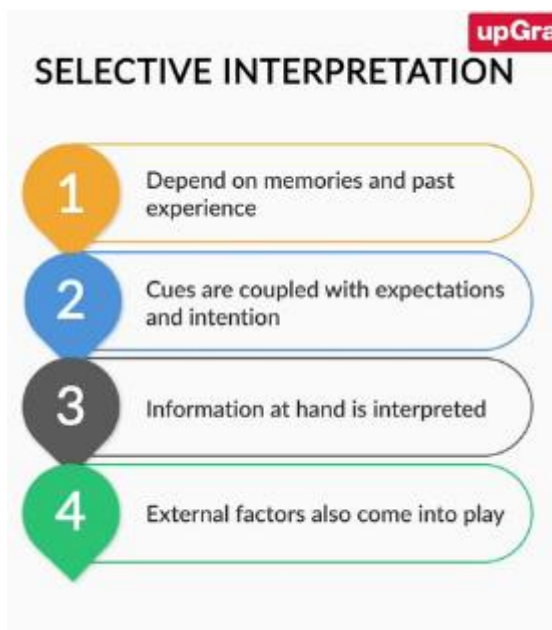 upGra
SELECTIVE INTERPRETATION
1
Depend on memories and past
experience
2
Cues are coupled with expectations
and intention
3
Information at hand is interpreted
4
External factors also come into play